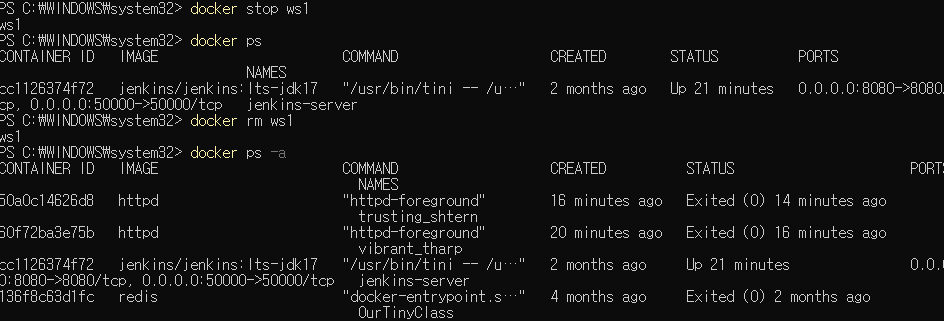 PS C:₩WINDOWS₩system32> docker stop ws1
ws1
PS C:₩WINDOWS₩system32> docker ps
CONTAINER ID IMAGE COMMAND CREATED STATUS PORTS
NAMES
cc1126374f72 jenkins/jenkins:lts-jdk17 "/usr/bin/tini -- /u…" 2 months ago Up 21 minutes 0.0.0.0:8080->8080/
cp, 0.0.0.0:50000->50000/tcp jenkins-server
PS C:₩WINDOWS₩system32> docker rm ws1
ws1
PS C:₩WINDOWS₩system32> docker ps -a
CONTAINER ID IMAGE COMMAND CREATED STATUS PORTS
NAMES
50a0c14626d8 httpd "httpd-foreground" 16 minutes ago Exited (0) 14 minutes ago
trusting_shtern
60f72ba3e75b httpd "httpd-foreground" 20 minutes ago Exited (0) 16 minutes ago
vibrant_tharp
cc1126374f72 jenkins/jenkins:lts-jdk17 "/usr/bin/tini -- /u…" 2 months ago Up 21 minutes 0.0.
0:8080->8080/tcp, 0.0.0.0:50000->50000/tcp jenkins-server
136f8c63d1fc redis "docker-entrypoint.s…" 4 months ago Exited (0) 2 months ago
OurTinyClass